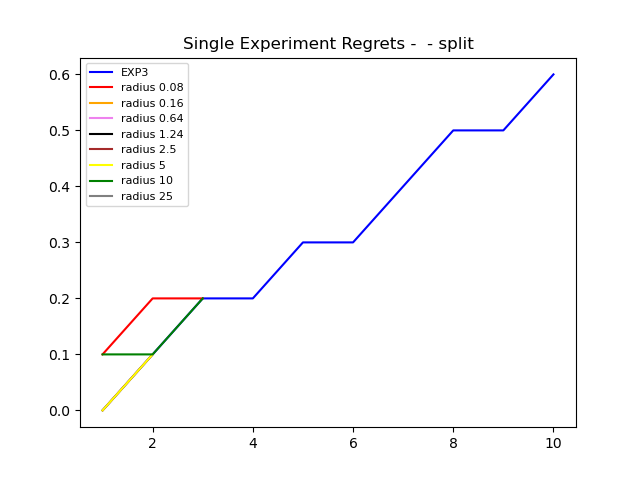 Single Experiment Regrets -  - split
EXP3
radius 0.08
radius 0.16
radius 0.64
radius 1.24
radius 2.5
radius 5
radius 10
radius 25
0.6
0.5
0.4
0.3
0.2
0.1
0.0
2 4 6 8 10